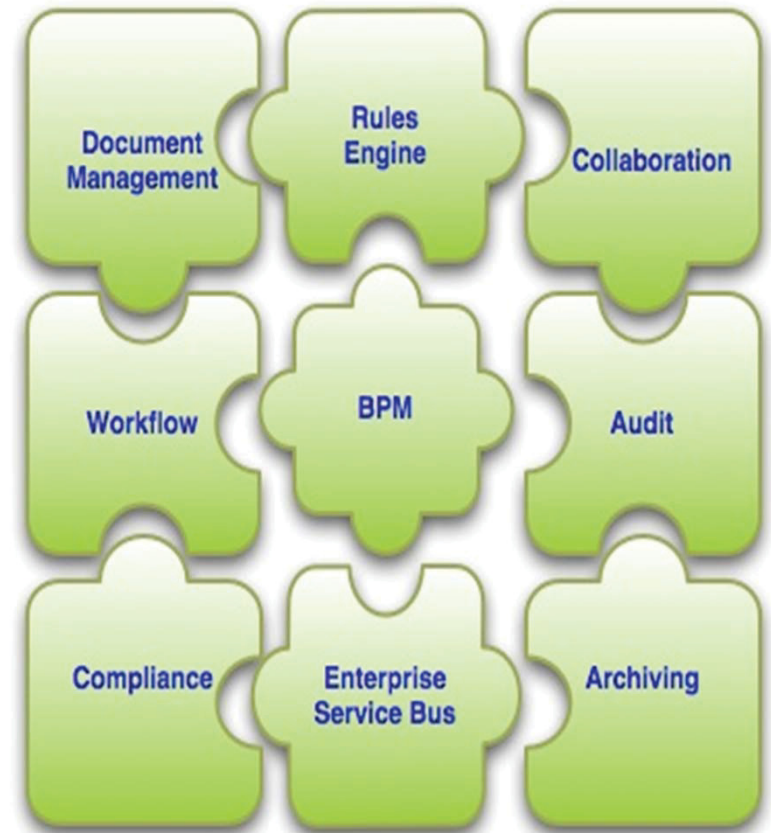 Document
Management
Rules
Engine
Collaboration
Workflow
BPM
Audit
Compliance
Enterprise
Service Bus
Archiving